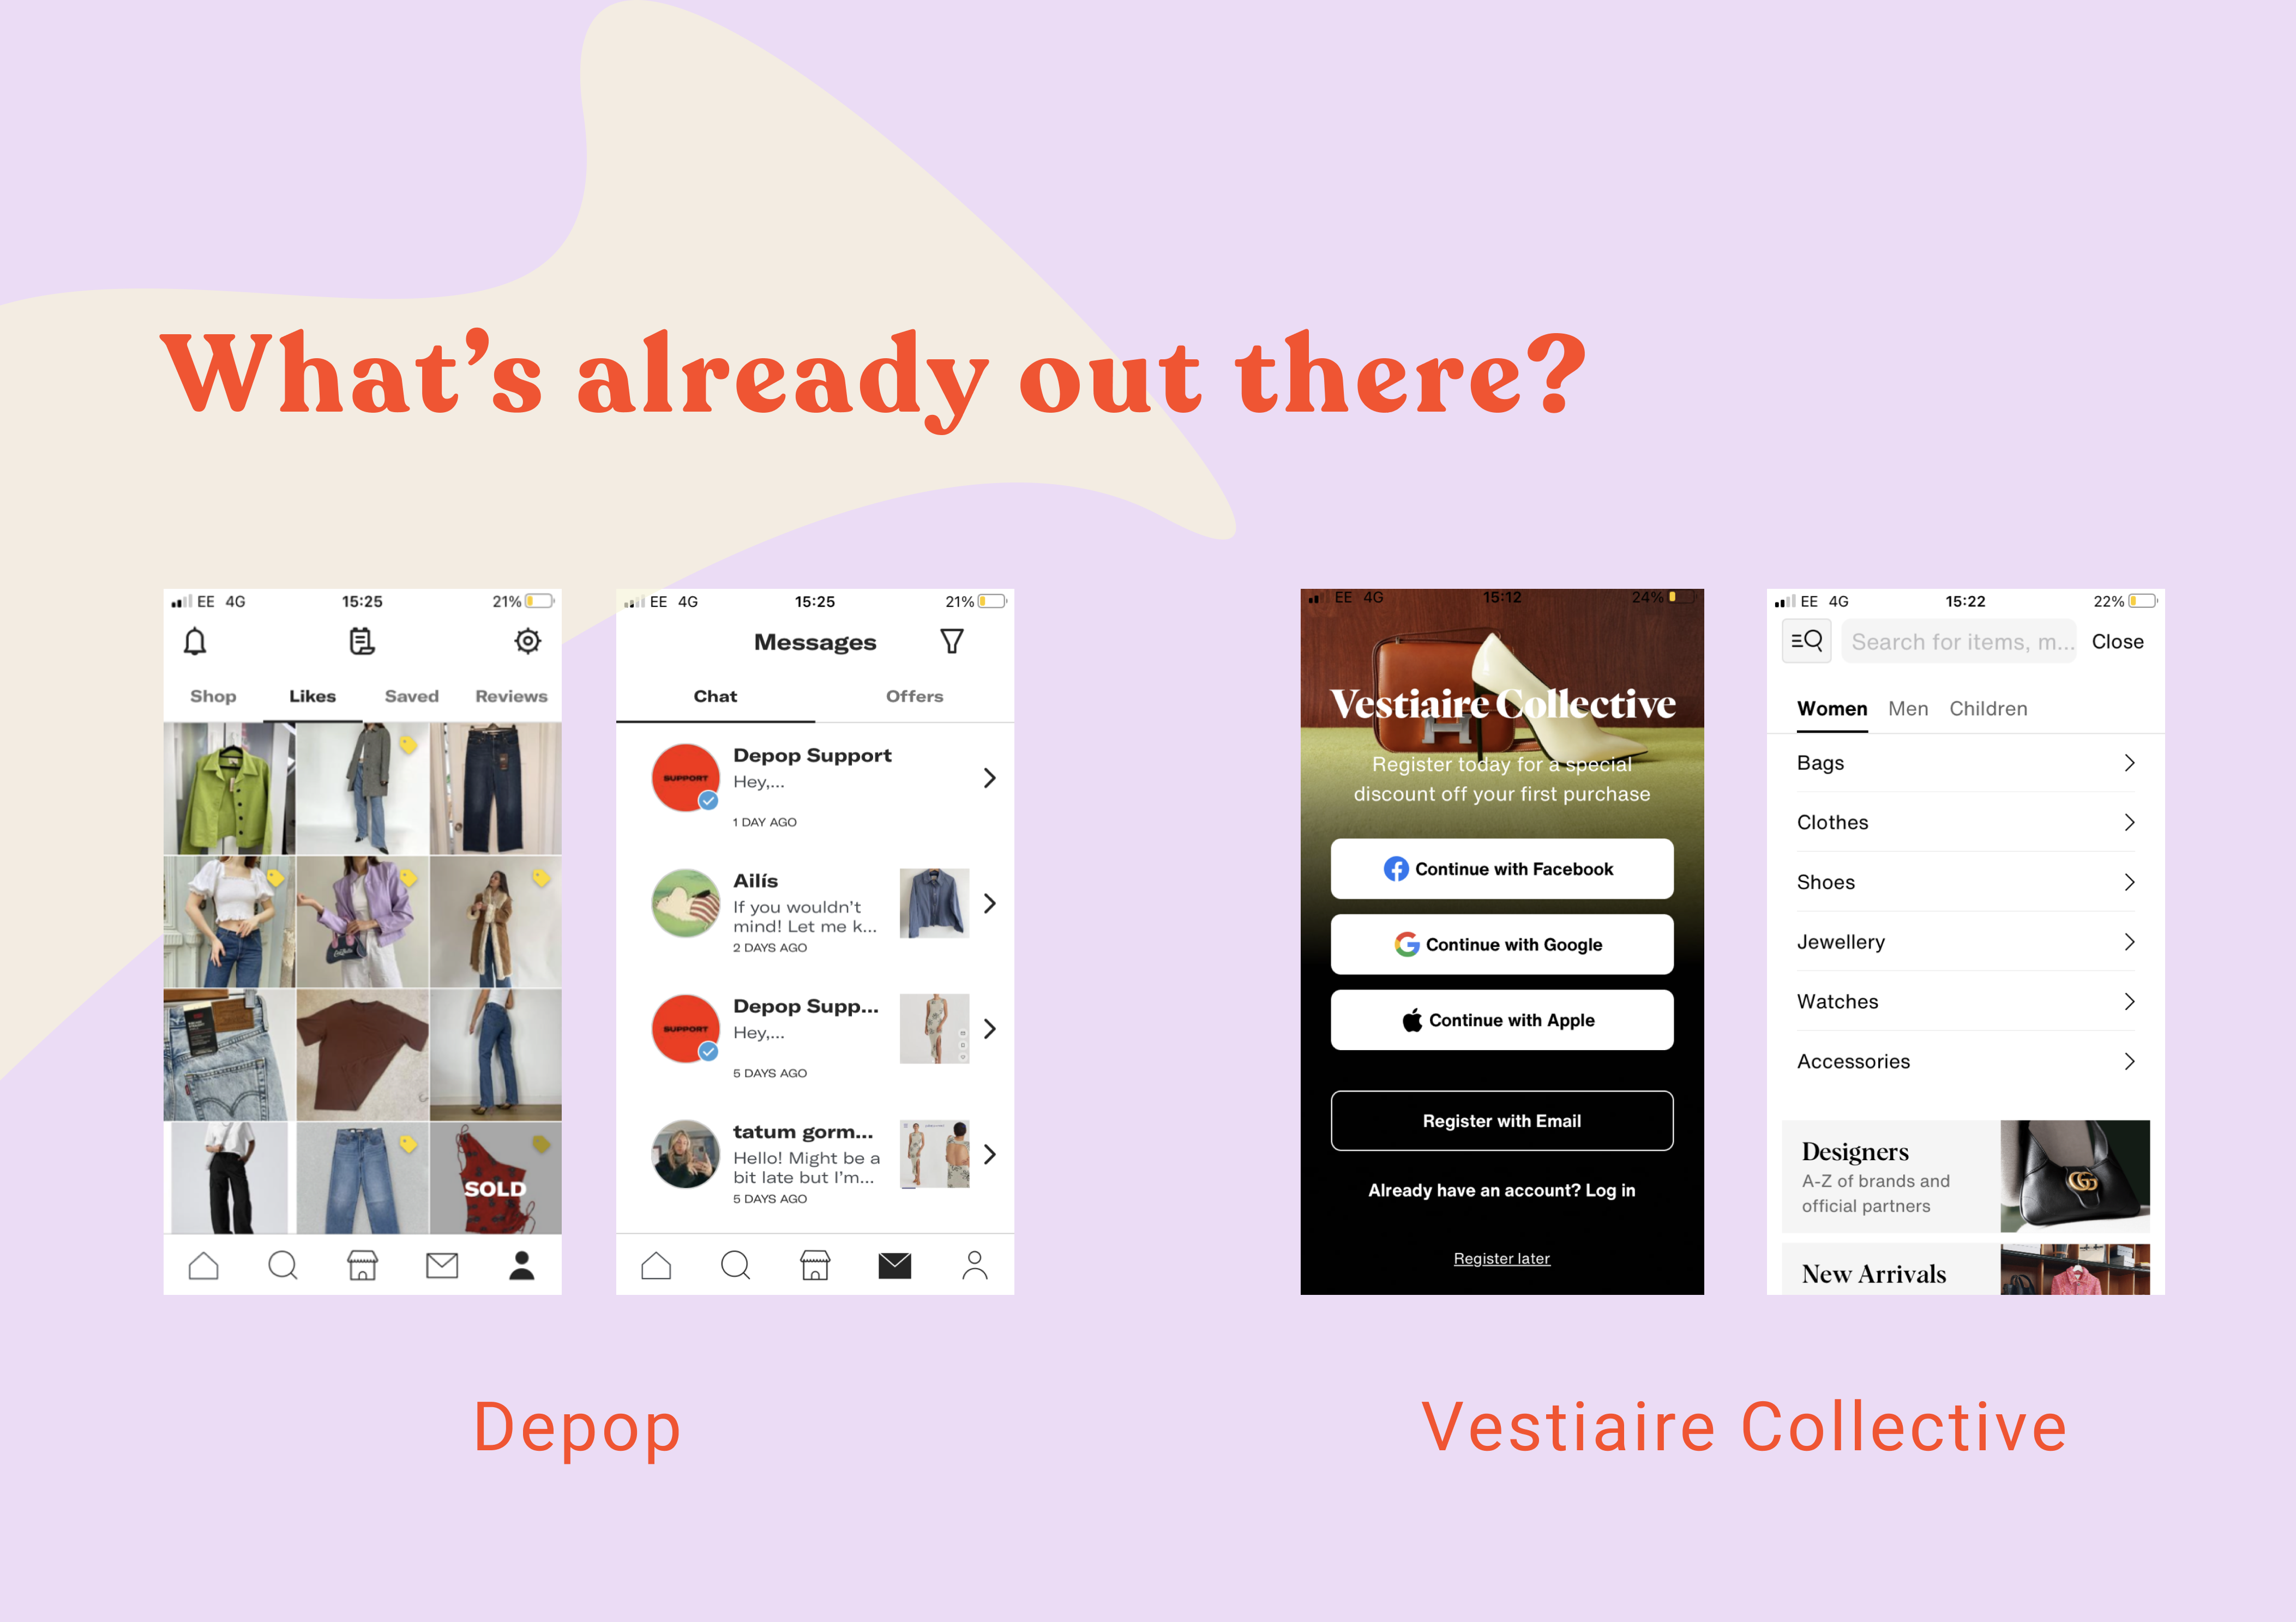 What’s already out there?
EE 4G 15:25 21%
Shop Likes Saved Reviews
SOLD
EE 4G 15:25 21%
Messages
Chat Offers
SUPPORT
Depop Support
Hey,...
1 DAY AGO
Ailís
If you wouldn’t
mind! Let me k...
2 DAYS AGO
SUPPORT
Depop Supp...
Hey,...
5 DAYS AGO
tatum gorm...
Hello! Might be a
bit late but I’m...
5 DAYS AGO
Depop
EE 4G 15:12 24%
Vestiaire Collective
Register today for a special
discount off your first purchase
Continue with Facebook
Continue with Google
Continue with Apple
Register with Email
Already have an account? Log in
Register later
EE 4G 15:22 22%
Search for items, m... Close
Women Men Children
Bags
Clothes
Shoes
Jewellery
Watches
Accessories
Designers
A-Z of brands and
official partners
New Arrivals
Vestiaire Collective